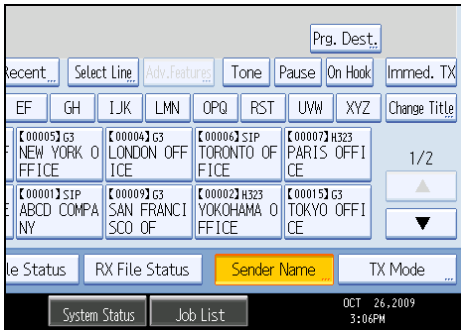 Prg. Dest.
Recent Select Line Adv.Features Tone Pause On Hook Immed. TX
EF GH IJK LMN OPQ RST UVW XYZ Change Title
【00005】G3 【00004】G3 【00006】SIP 【00007】H323
NEW YORK O LONDON OFF TORONTO OF PARIS OFFI
FFICE ICE FICE CE
1/2
【00001】SIP 【00009】G3 【00002】H323 【00015】G3
ABCD COMPA SAN FRANCI YOKOHAMA O TOKYO OFFI
NY SCO OF FFICE CE
le Status RX File Status Sender Name TX Mode
System Status Job List OCT 26,2009
3:06PM